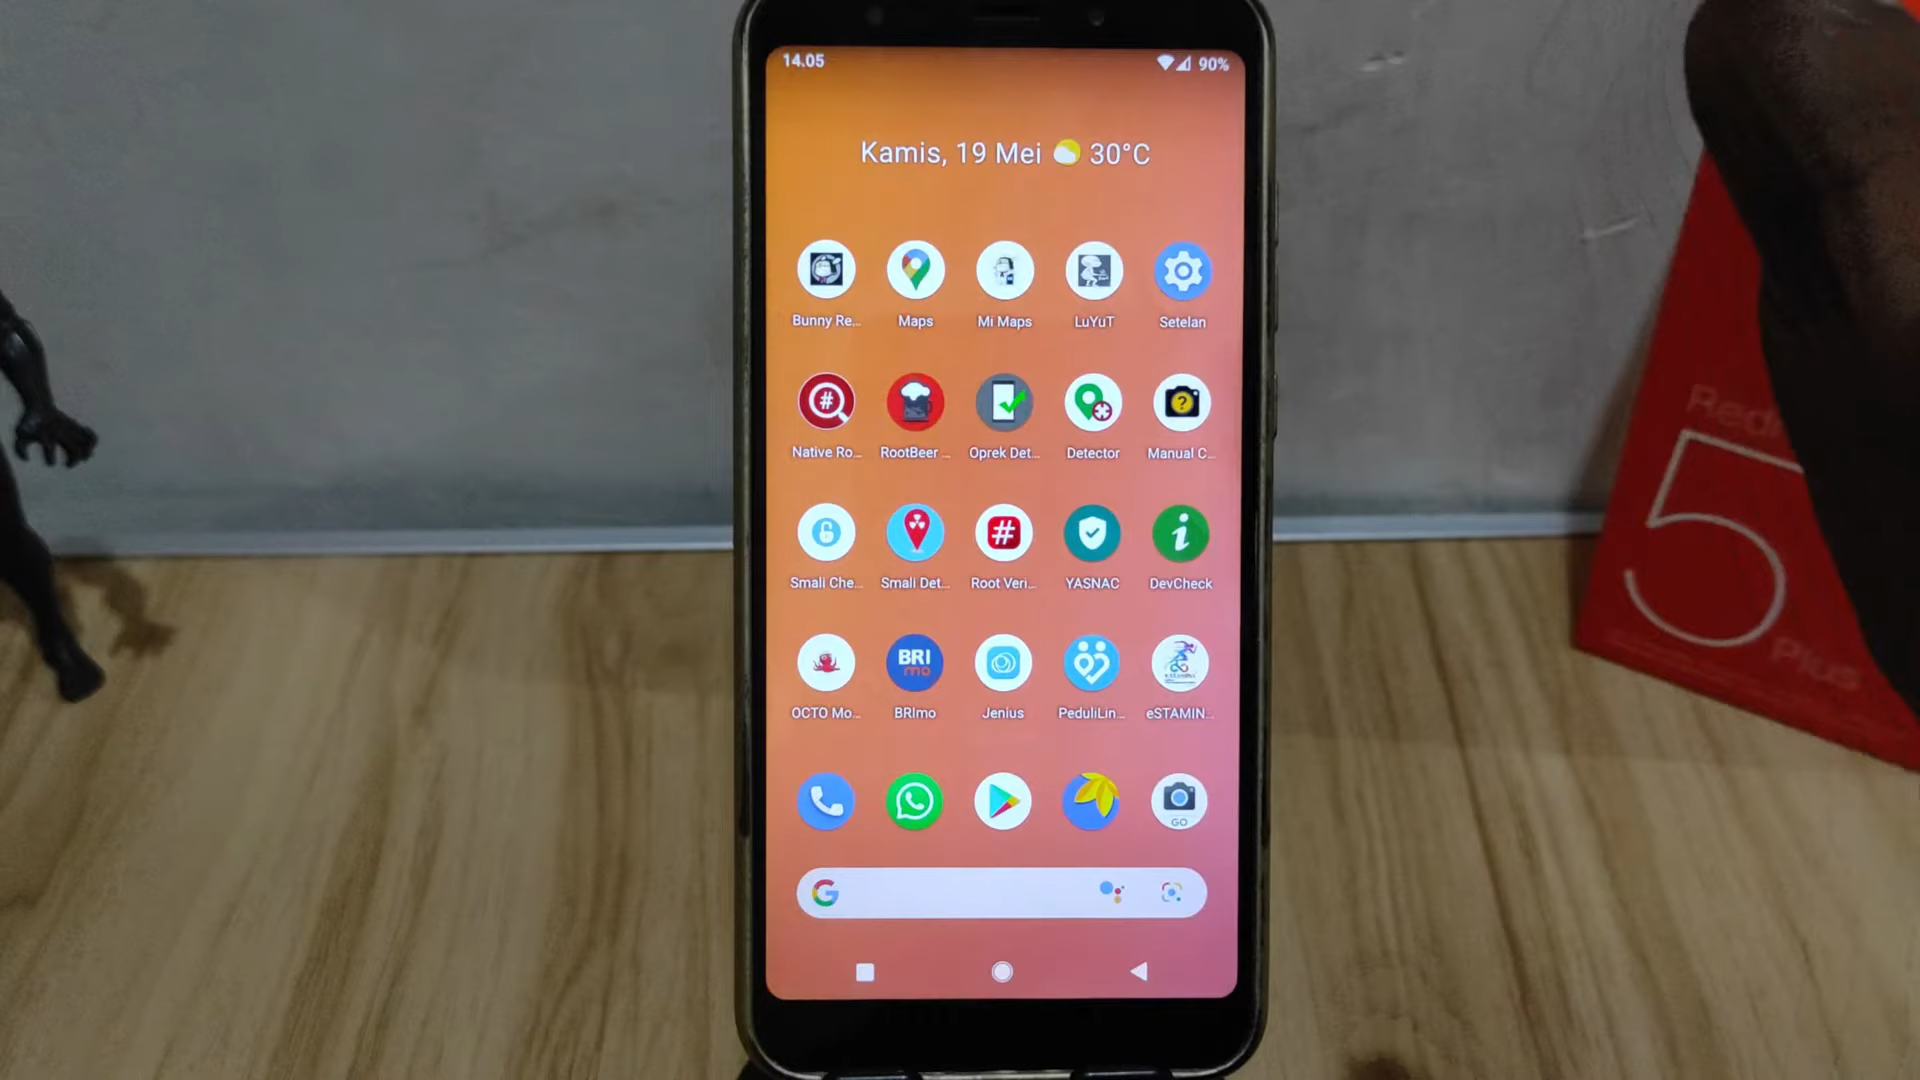 14.05 90%
Kamis, 19 Mei 30°C
Bunny Re... Maps Mi Maps LuYuT Setelan
Native Ro... RootBeer ... Oprek Det... Detector Manual C...
Smali Che... Smali Det... Root Veri... YASNAC DevCheck
BRI
mo
OCTO Mo... BRImo Jenius PeduliLin... eSTAMIN...
GO
Redmi
5
Plus